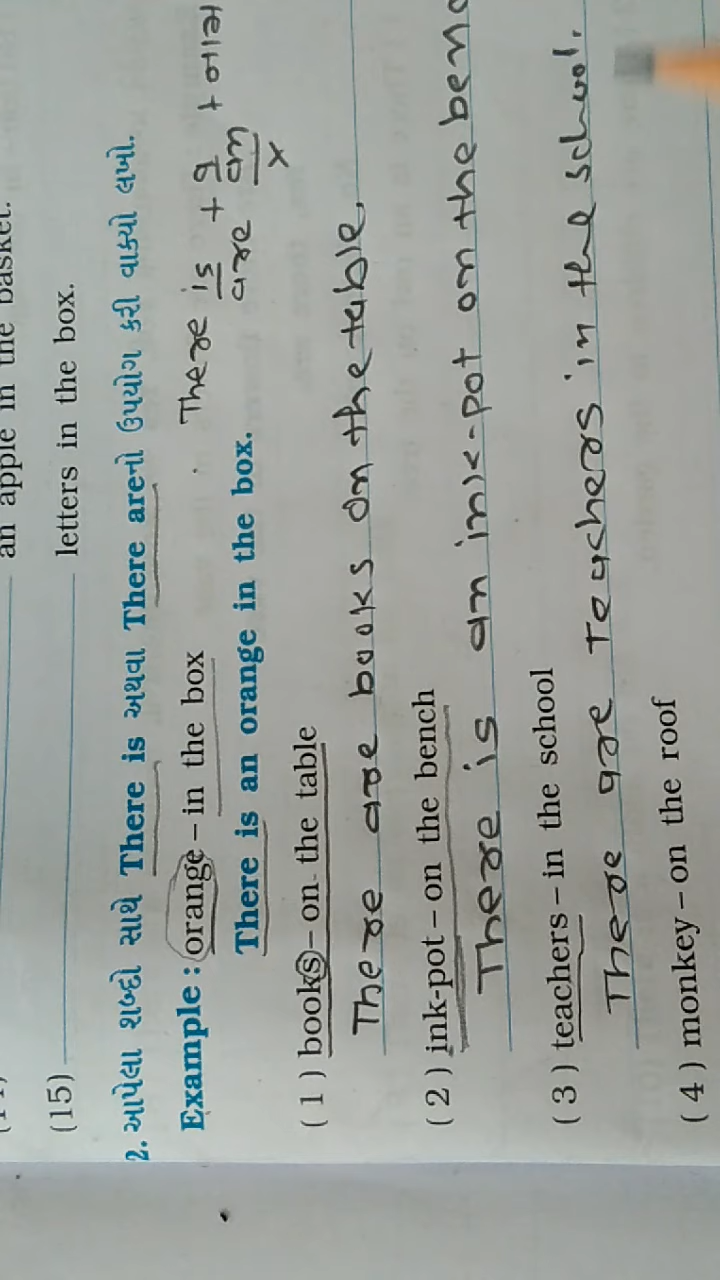 an apple in the basket.
(15) letters in the box.
2. આપેલા શબ્દો સાથે There is અથવા There are નો ઉપયોગ કરી વાક્યો લખો.
There is + a + નામ
are an
x
Example : orange – in the box
There is an orange in the box.
( 1 ) books – on the table
There are books on the table.
( 2 ) ink-pot – on the bench
There is an ink-pot on the benc
( 3 ) teachers – in the school
There are teachers in the school.
( 4 ) monkey – on the roof